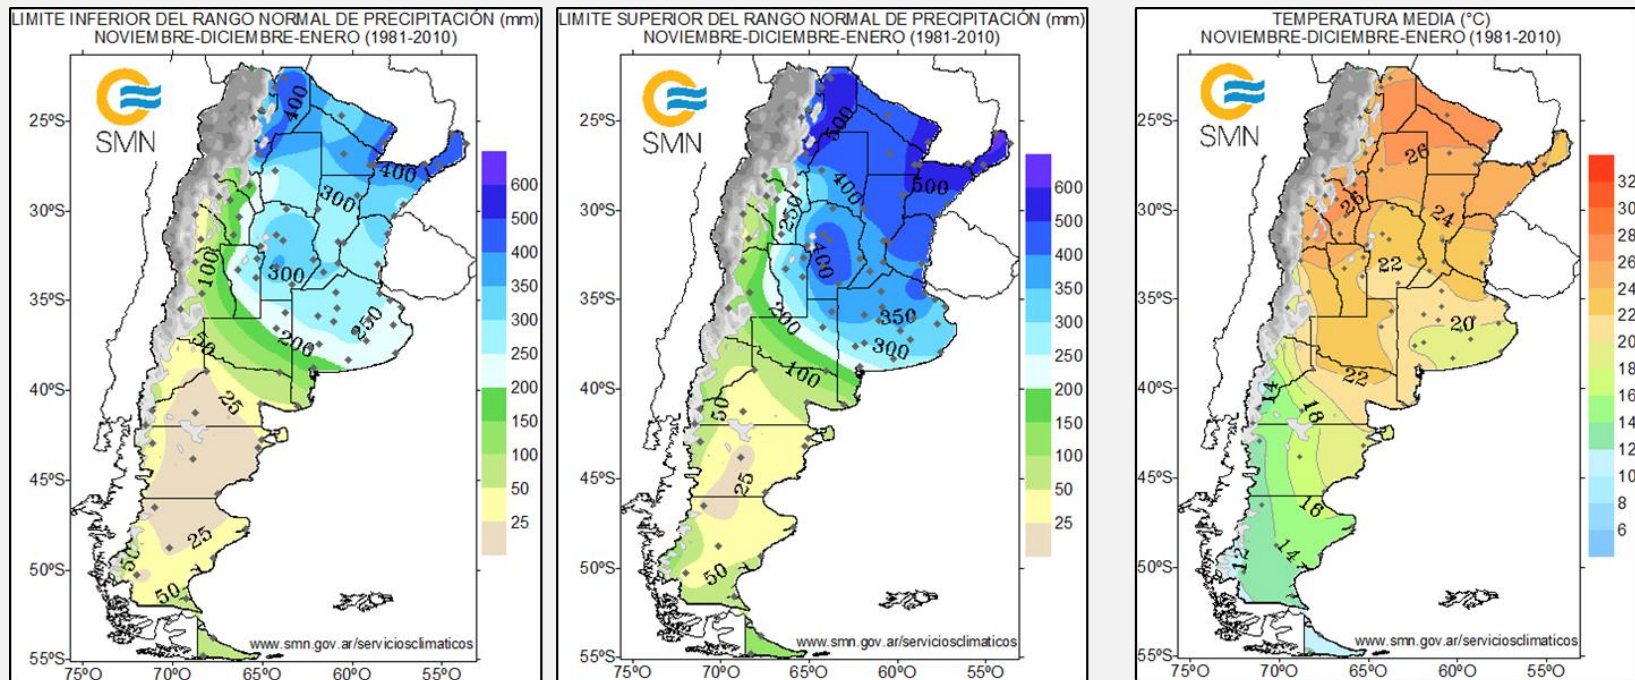 LIMITE INFERIOR DEL RANGO NORMAL DE PRECIPITACIÓN (mm)
NOVIEMBRE-DICIEMBRE-ENERO (1981-2010)
SMN
25ºS
30ºS
35ºS
40ºS
45ºS
50ºS
55ºS
75ºO
70ºO
65ºO
60ºO
55ºO
400
400
300
300
100
250
200
50
25
25
50
50
600
500
400
350
300
250
200
150
100
50
25
www.smn.gov.ar/serviciosclimaticos
LIMITE SUPERIOR DEL RANGO NORMAL DE PRECIPITACIÓN (mm)
NOVIEMBRE-DICIEMBRE-ENERO (1981-2010)
SMN
25ºS
30ºS
35ºS
40ºS
45ºS
50ºS
55ºS
75ºO
70ºO
65ºO
60ºO
55ºO
500
500
400
250
400
200
350
300
100
50
25
50
600
500
400
350
300
250
200
150
100
50
25
www.smn.gov.ar/serviciosclimaticos
TEMPERATURA MEDIA (°C)
NOVIEMBRE-DICIEMBRE-ENERO (1981-2010)
SMN
25ºS
30ºS
35ºS
40ºS
45ºS
50ºS
55ºS
75ºO
70ºO
65ºO
60ºO
55ºO
26
26
24
22
20
22
14
18
16
14
12
32
30
28
26
24
22
20
18
16
14
12
10
8
6
www.smn.gov.ar/serviciosclimaticos